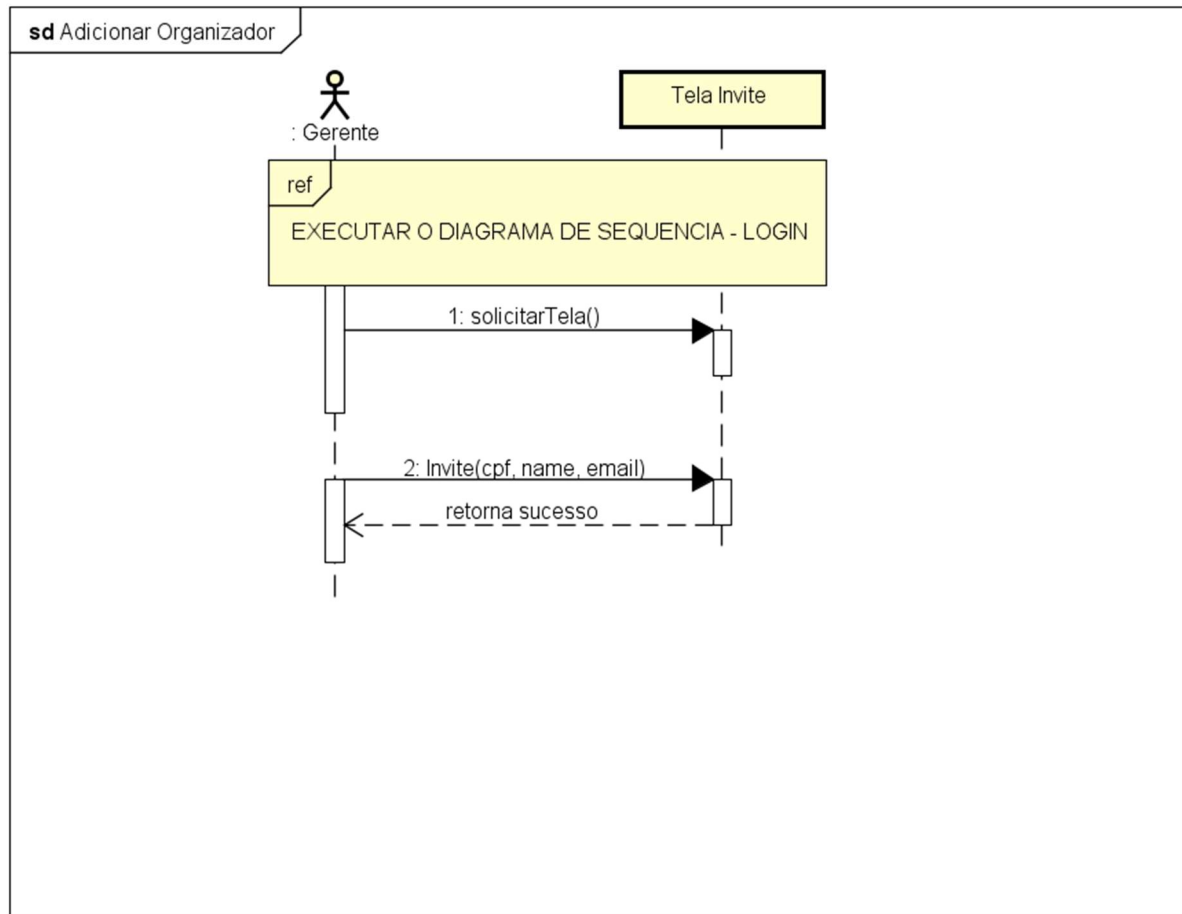 sd Adicionar Organizador
: Gerente
Tela Invite
ref
EXECUTAR O DIAGRAMA DE SEQUENCIA - LOGIN
1: solicitarTela()
2: Invite(cpf, name, email)
retorna sucesso